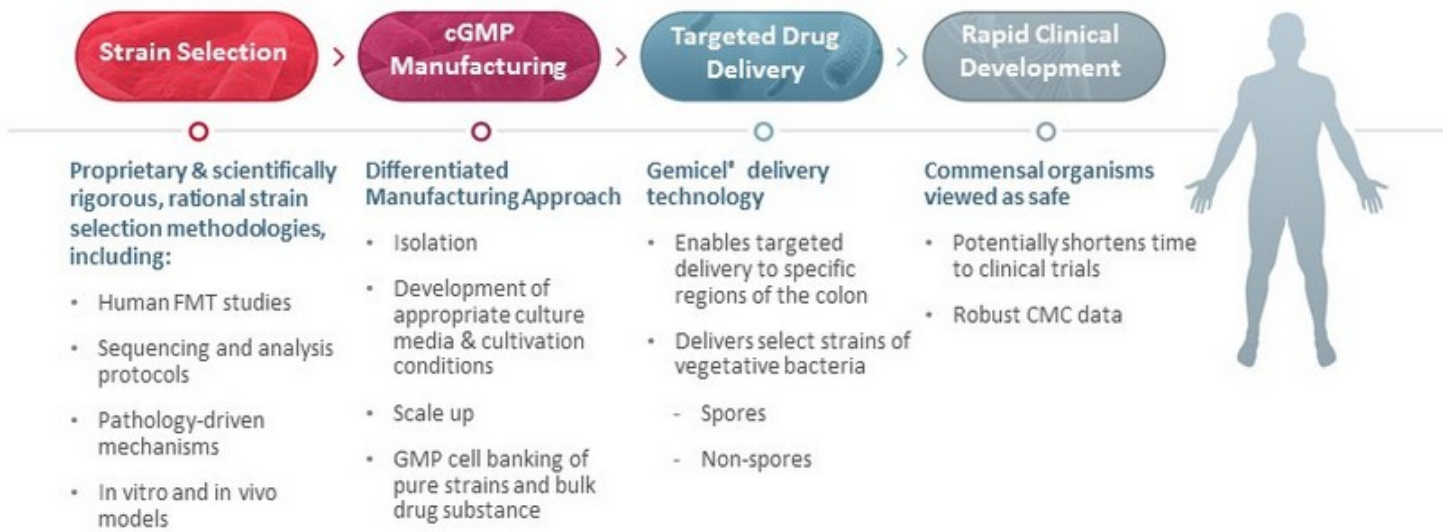 Strain Selection
cGMP
Manufacturing
Targeted Drug
Delivery
Rapid Clinical
Development
Proprietary & scientifically
rigorous, rational strain
selection methodologies,
including:
• Human FMT studies
• Sequencing and analysis
protocols
• Pathology-driven
mechanisms
• In vitro and in vivo
models
Differentiated
Manufacturing Approach
• Isolation
• Development of
appropriate culture
media & cultivation
conditions
• Scale up
• GMP cell banking of
pure strains and bulk
drug substance
Gemicel® delivery
technology
• Enables targeted
delivery to specific
regions of the colon
• Delivers select strains of
vegetative bacteria
- Spores
- Non-spores
Commensal organisms
viewed as safe
• Potentially shortens time
to clinical trials
• Robust CMC data